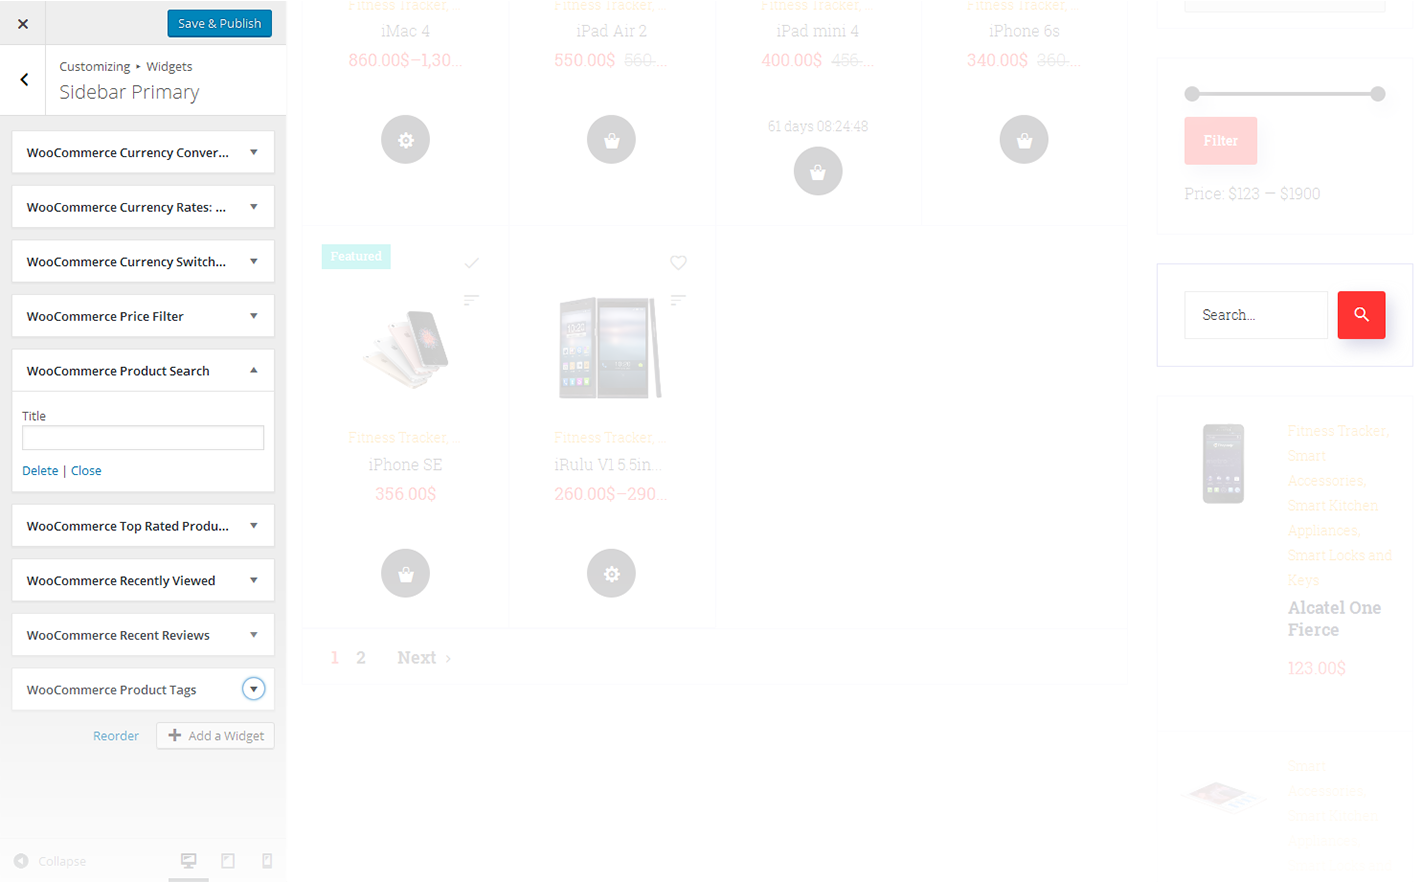 Save & Publish
Customizing ▸ Widgets
Sidebar Primary
WooCommerce Currency Conver...
WooCommerce Currency Rates: ...
WooCommerce Currency Switch...
WooCommerce Price Filter
WooCommerce Product Search
Title
Delete | Close
WooCommerce Top Rated Produ...
WooCommerce Recently Viewed
WooCommerce Recent Reviews
WooCommerce Product Tags
Reorder
Add a Widget
Collapse
Fitness Tracker, ...
iMac 4
860.00$–1,30...
Fitness Tracker, ...
iPad Air 2
550.00$ 560....
Fitness Tracker, ...
iPad mini 4
400.00$ 456....
61 days 08:24:48
Fitness Tracker, ...
iPhone 6s
340.00$ 360....
Featured
Fitness Tracker, ...
iPhone SE
356.00$
Fitness Tracker, ...
iRulu V1 5.5in...
260.00$–290...
1 2 Next ›
Filter
Price: $123 — $1900
Search...
Fitness Tracker,
Smart
Accessories,
Smart Kitchen
Appliances,
Smart Locks and
Keys
Alcatel One
Fierce
123.00$
Smart
Accessories,
Smart Kitchen